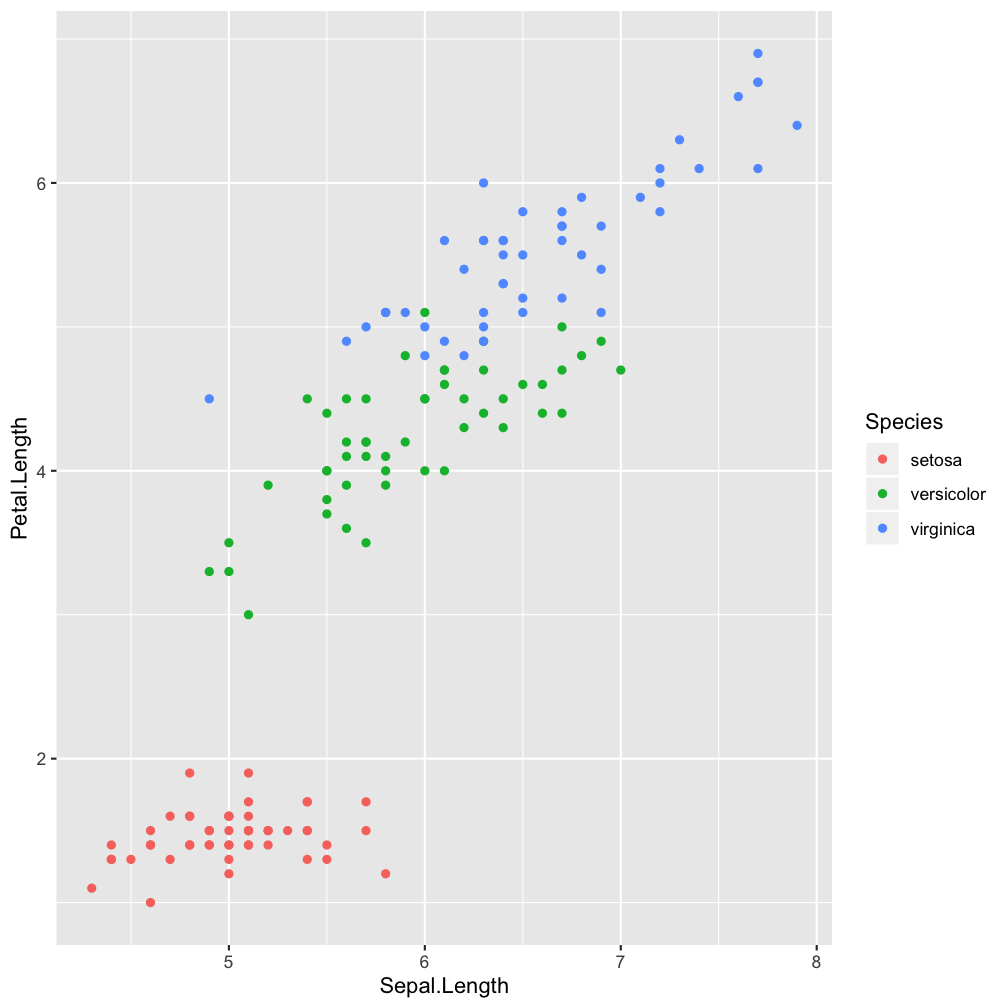 6
4
2
Petal.Length
5 6 7 8
Sepal.Length
Species
setosa
versicolor
virginica